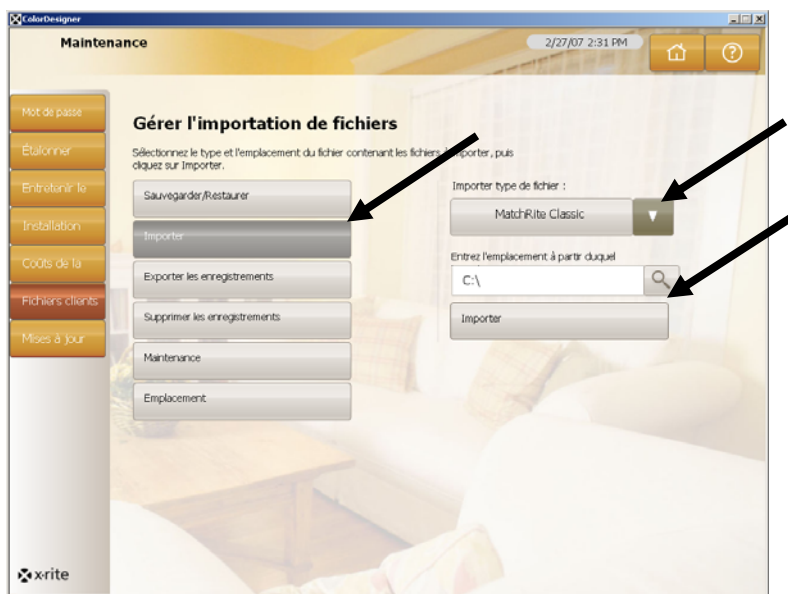 ColorDesigner
Maintenance
2/27/07 2:31 PM
Mot de passe
Étalonner
Entretenir le
Installation
Coûts de la
Fichiers clients
Mises à jour
Gérer l'importation de fichiers
Sélectionnez le type et l'emplacement du fichier contenant les fichiers à importer, puis
cliquez sur Importer.
Sauvegarder/Restaurer
Importer
Exporter les enregistrements
Supprimer les enregistrements
Maintenance
Emplacement
Importer type de fichier :
MatchRite Classic
Entrez l'emplacement à partir duquel
C:\
Importer
x·rite